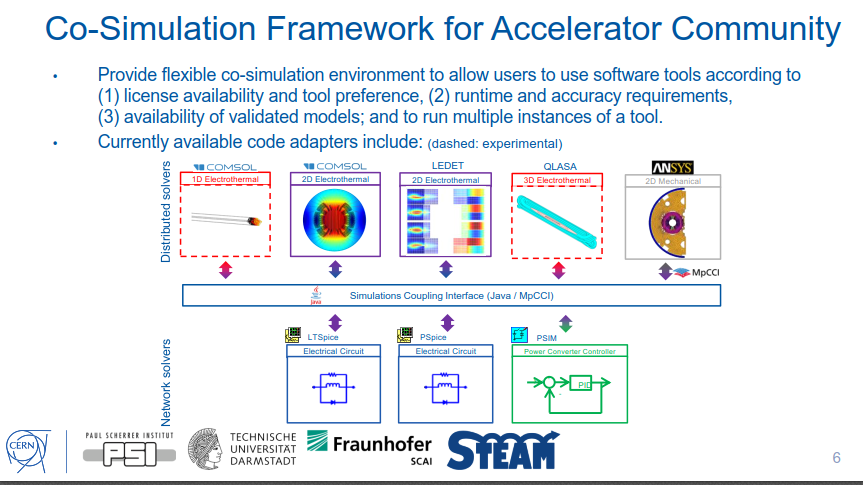 Co-Simulation Framework for Accelerator Community
• Provide flexible co-simulation environment to allow users to use software tools according to
(1) license availability and tool preference, (2) runtime and accuracy requirements,
(3) availability of validated models; and to run multiple instances of a tool.
• Currently available code adapters include: (dashed: experimental)
Distributed solvers
COMSOL
1D Electrothermal
COMSOL
2D Electrothermal
LEDET
2D Electrothermal
QLASA
3D Electrothermal
ANSYS
2D Mechanical
MpCCI
Java
Simulations Coupling Interface (Java / MpCCI)
Network solvers
LTSpice
Electrical Circuit
PSpice
Electrical Circuit
PSIM
Power Converter Controller
PID
CERN
PAUL SCHERRER INSTITUT
PSI
TECHNISCHE
UNIVERSITÄT
DARMSTADT
Fraunhofer
SCAI
STEAM
6